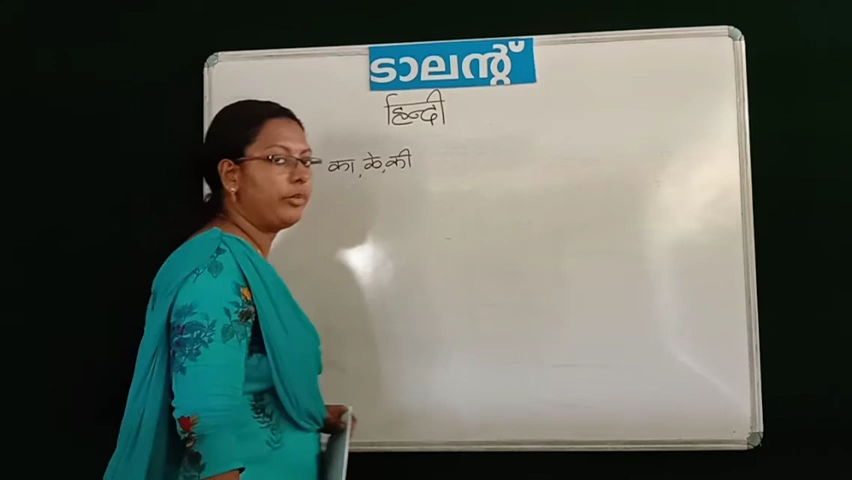 ടാലന്റ്
हिन्दी
का, के, की